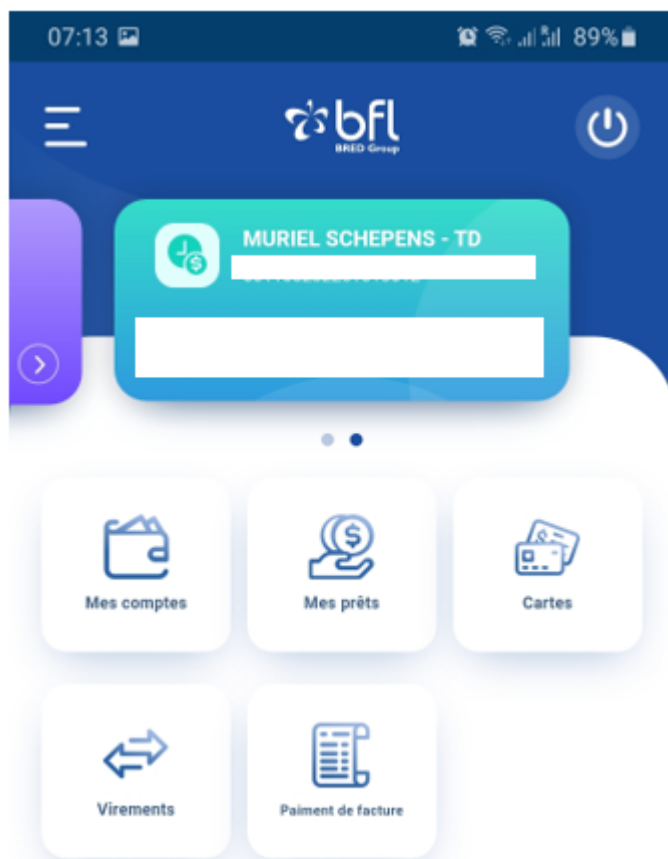 07:13 89%
bfl
BRED Group
MURIEL SCHEPENS - TD
Mes comptes
Mes prêts
Cartes
Virements
Paiment de facture